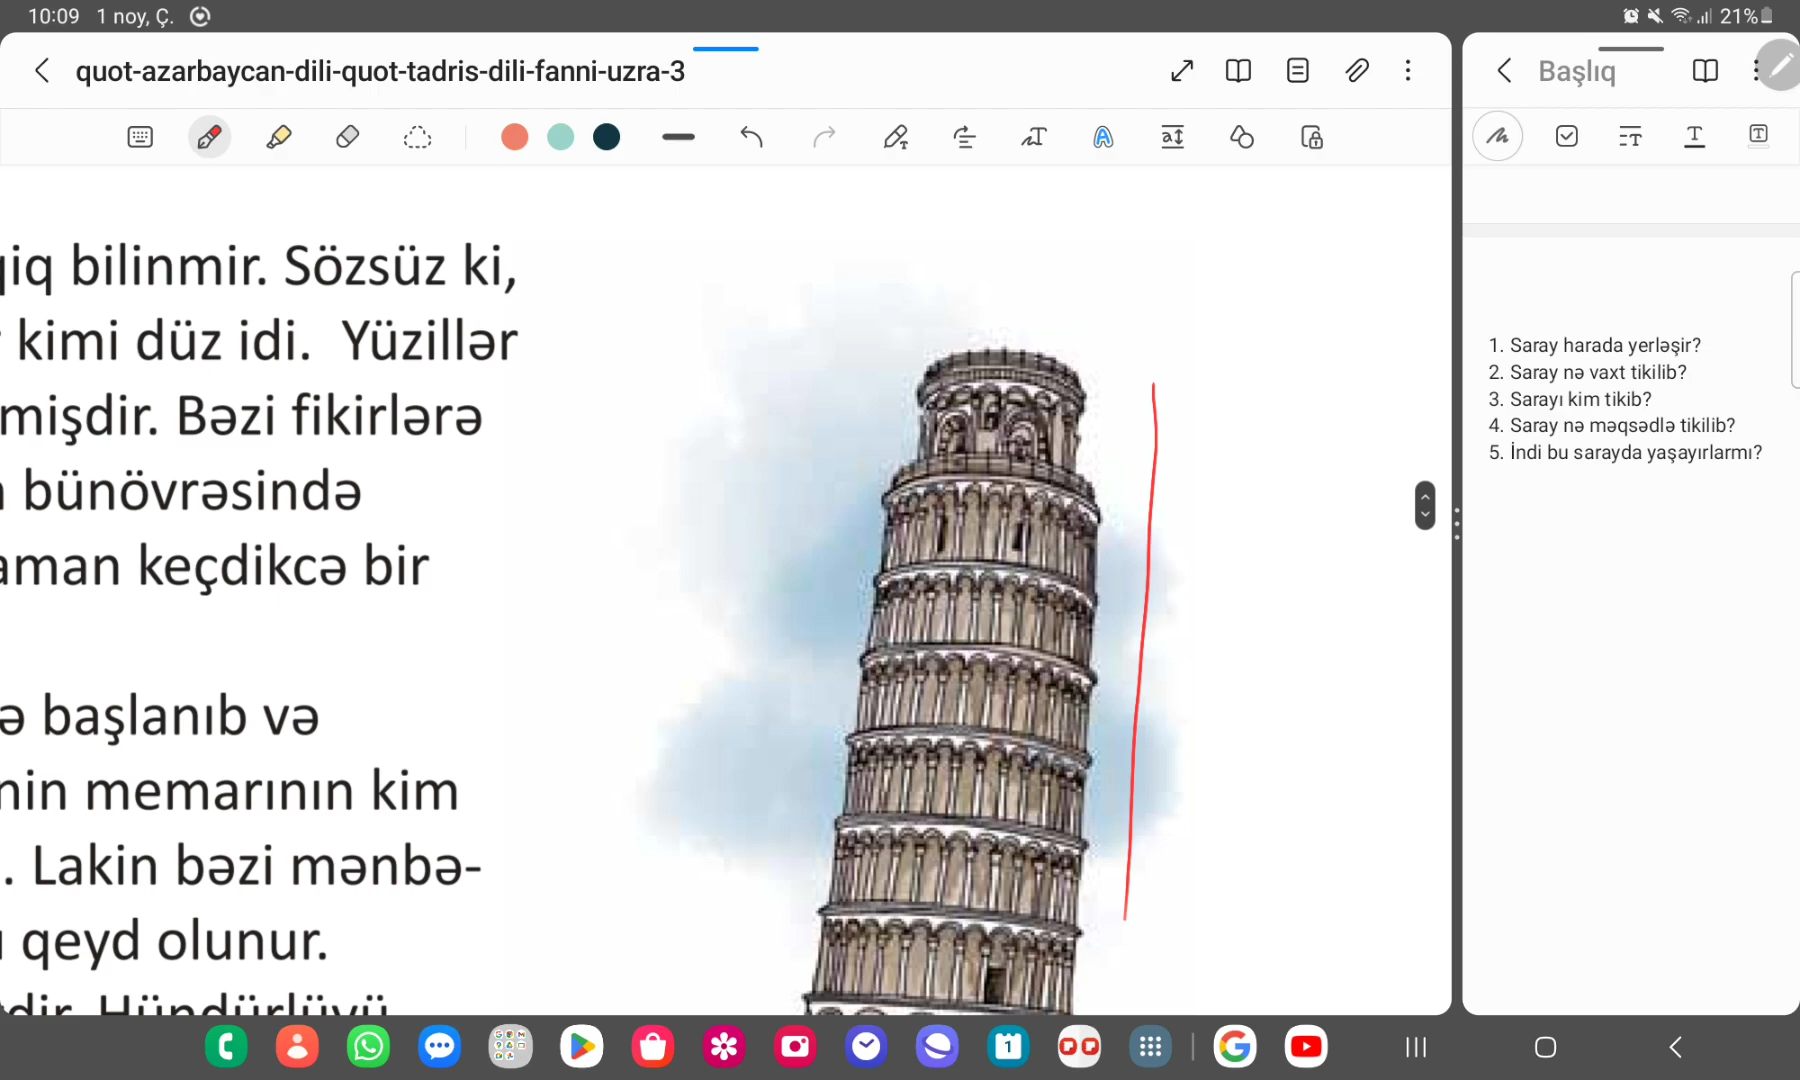 10:09 1 noy, Ç.
21%
quot-azarbaycan-dili-quot-tadris-dili-fanni-uzra-3
Başlıq
bilinmir. Sözsüz ki,
kimi düz idi. Yüzillər
mişdir. Bəzi fikirlərə
bünövrəsində
aman keçdikcə bir
ə başlanıb və
nin memarının kim
. Lakin bəzi mənbə-
qeyd olunur.
dir. Hündürlüyü
1. Saray harada yerləşir?
2. Saray nə vaxt tikilib?
3. Sarayı kim tikib?
4. Saray nə məqsədlə tikilib?
5. İndi bu sarayda yaşayırlarmı?